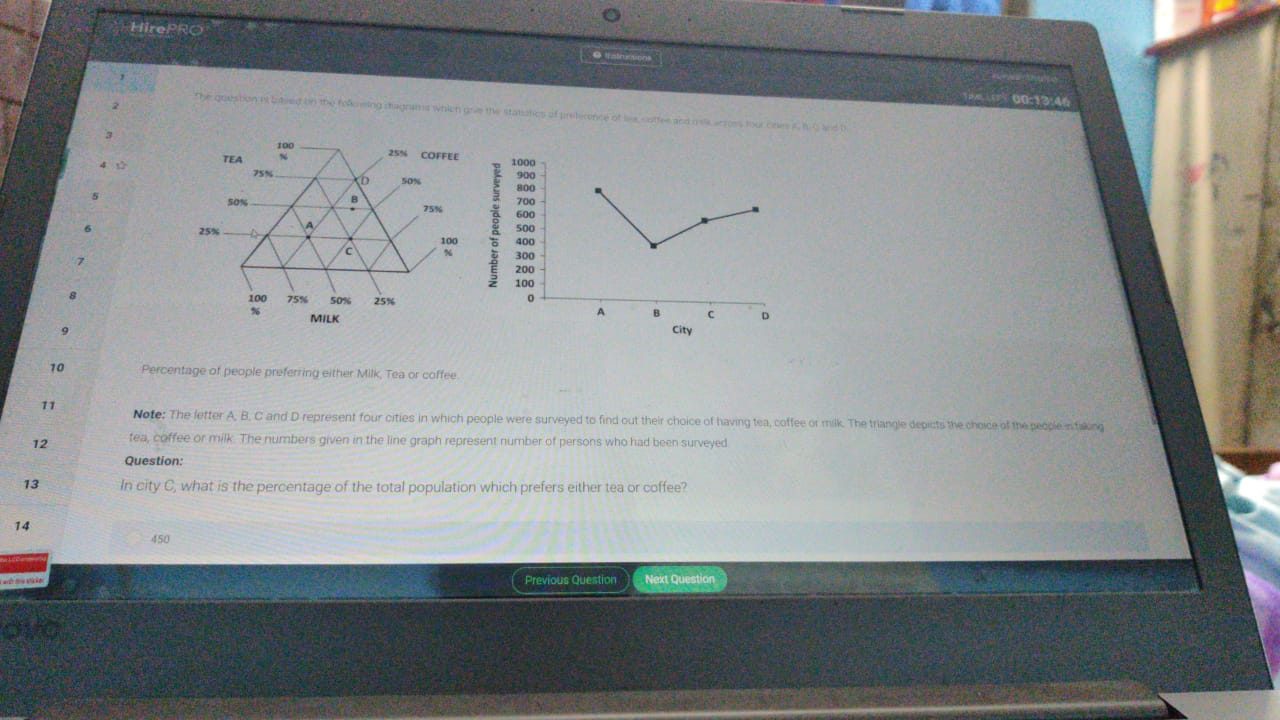 HirePRO
Instructions
00:13:46
The question is based on the following diagrams which give the statistics of preference of tea, coffee and milk across four cities A, B, C and D.
1
2
3
4
5
6
7
8
9
10
11
12
13
14
TEA
100
%
75%
50%
25%
25% COFFEE
50%
75%
100
%
D
B
A
C
100
%
75%
50%
25%
MILK
Number of people surveyed
1000
900
800
700
600
500
400
300
200
100
0
A
B
C
D
City
Percentage of people preferring either Milk, Tea or coffee.
Note: The letter A, B, C and D represent four cities in which people were surveyed to find out their choice of having tea, coffee or milk. The triangle depicts the choice of the people in taking
tea, coffee or milk. The numbers given in the line graph represent number of persons who had been surveyed
Question:
In city C, what is the percentage of the total population which prefers either tea or coffee?
450
Previous Question
Next Question